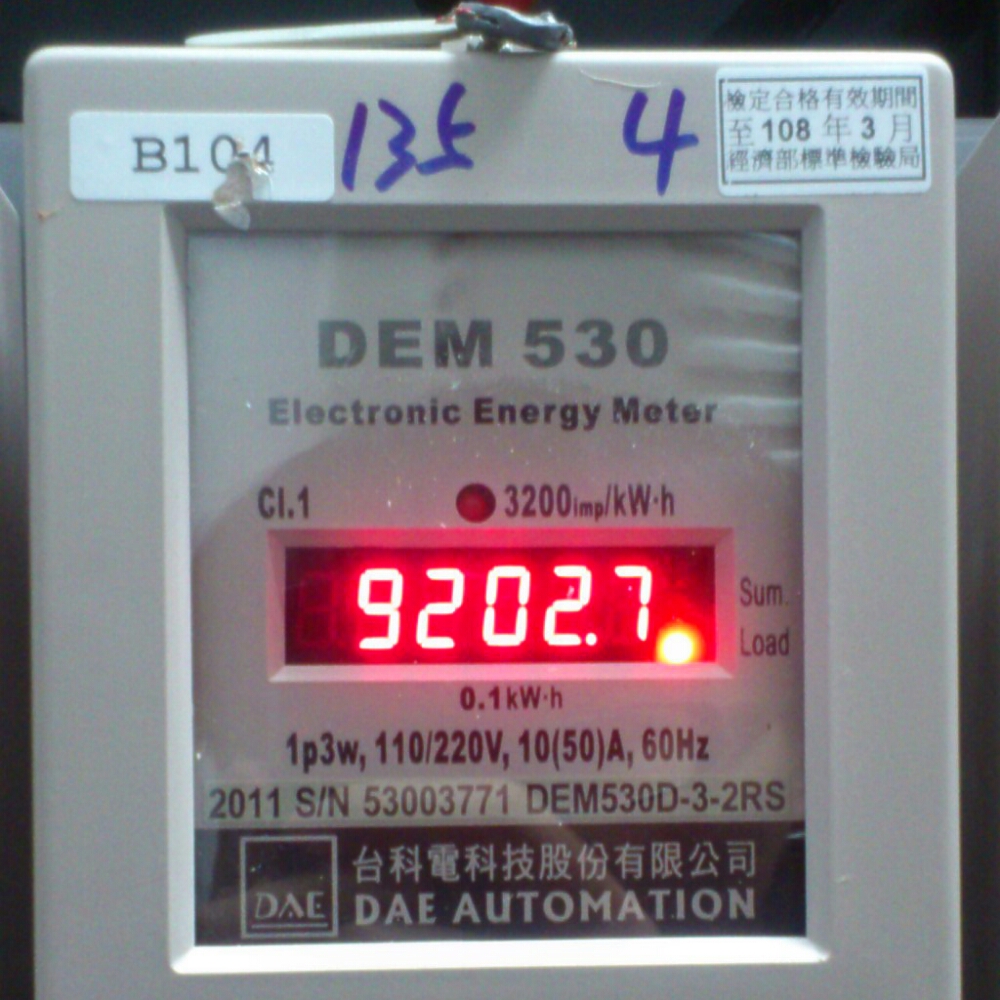 B104
135 4
檢定合格有效期間
至 108 年 3 月
經濟部標準檢驗局
DEM 530
Electronic Energy Meter
Cl.1 3200imp/kW·h
9202.7
Sum.
Load
0.1kW·h
1p3w, 110/220V, 10(50)A, 60Hz
2011 S/N 53003771 DEM530D-3-2RS
DAE
台科電科技股份有限公司
DAE AUTOMATION